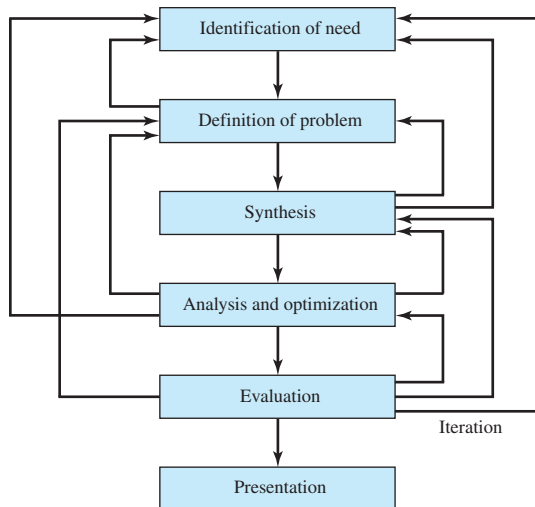 Identification of need
Definition of problem
Synthesis
Analysis and optimization
Evaluation
Iteration
Presentation